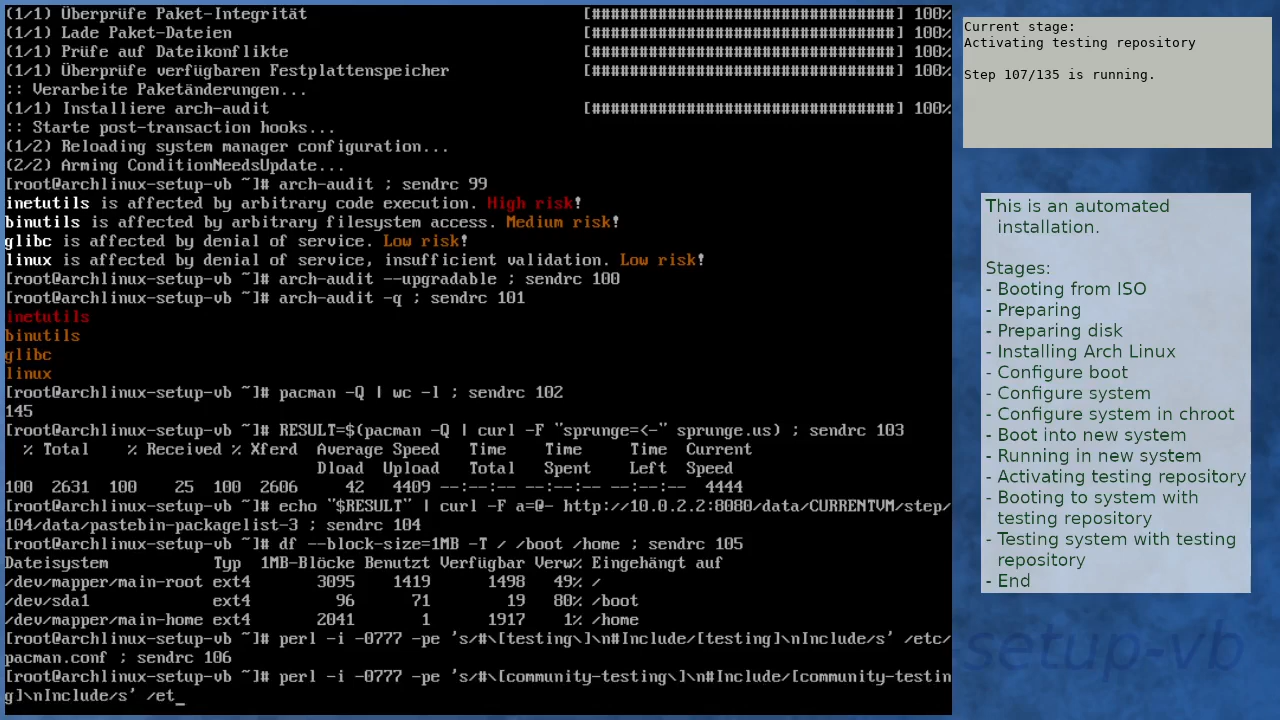 (1/1) Überprüfe Paket-Integrität [################################] 100%
(1/1) Lade Paket-Dateien [################################] 100%
(1/1) Prüfe auf Dateikonflikte [################################] 100%
(1/1) Überprüfe verfügbaren Festplattenspeicher [################################] 100%
:: Verarbeite Paketänderungen...
(1/1) Installiere arch-audit [################################] 100%
:: Starte post-transaction hooks...
(1/2) Reloading system manager configuration...
(2/2) Arming ConditionNeedsUpdate...
[root@archlinux-setup-vb ~]# arch-audit ; sendrc 99
inetutils is affected by arbitrary code execution. High risk!
binutils is affected by arbitrary filesystem access. Medium risk!
glibc is affected by denial of service. Low risk!
linux is affected by denial of service, insufficient validation. Low risk!
[root@archlinux-setup-vb ~]# arch-audit --upgradable ; sendrc 100
[root@archlinux-setup-vb ~]# arch-audit -q ; sendrc 101
inetutils
binutils
glibc
linux
[root@archlinux-setup-vb ~]# pacman -Q | wc -l ; sendrc 102
145
[root@archlinux-setup-vb ~]# RESULT=$(pacman -Q | curl -F "sprunge=<-" sprunge.us) ; sendrc 103
% Total % Received % Xferd Average Speed Time Time Time Current
Dload Upload Total Spent Left Speed
100 2631 100 25 100 2606 42 4409 --:--:-- --:--:-- --:--:-- 4444
[root@archlinux-setup-vb ~]# echo "$RESULT" | curl -F a=@- http://10.0.2.2:8080/data/CURRENTVM/step/
104/data/pastebin-packagelist-3 ; sendrc 104
[root@archlinux-setup-vb ~]# df --block-size=1MB -T / /boot /home ; sendrc 105
Dateisystem Typ 1MB-Blöcke Benutzt Verfügbar Verw% Eingehängt auf
/dev/mapper/main-root ext4 3095 1419 1498 49% /
/dev/sda1 ext4 96 71 19 80% /boot
/dev/mapper/main-home ext4 2041 1 1917 1% /home
[root@archlinux-setup-vb ~]# perl -i -0777 -pe 's/#\[testing\]\n#Include/[testing]\nInclude/s' /etc/
pacman.conf ; sendrc 106
[root@archlinux-setup-vb ~]# perl -i -0777 -pe 's/#\[community-testing\]\n#Include/[community-testin
g]\nInclude/s' /et_
Current stage:
Activating testing repository
Step 107/135 is running.
This is an automated
installation.
Stages:
- Booting from ISO
- Preparing
- Preparing disk
- Installing Arch Linux
- Configure boot
- Configure system
- Configure system in chroot
- Boot into new system
- Running in new system
- Activating testing repository
- Booting to system with
testing repository
- Testing system with testing
repository
- End
setup-vb